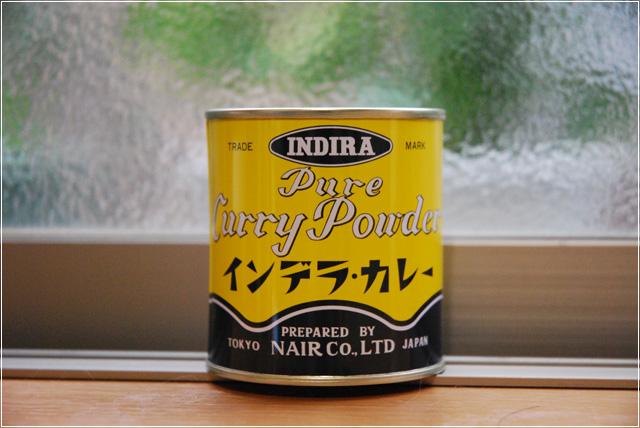 TRADE INDIRA MARK
Pure
Curry Powder
インデラ・カレー
PREPARED BY
TOKYO NAIR CO., LTD JAPAN